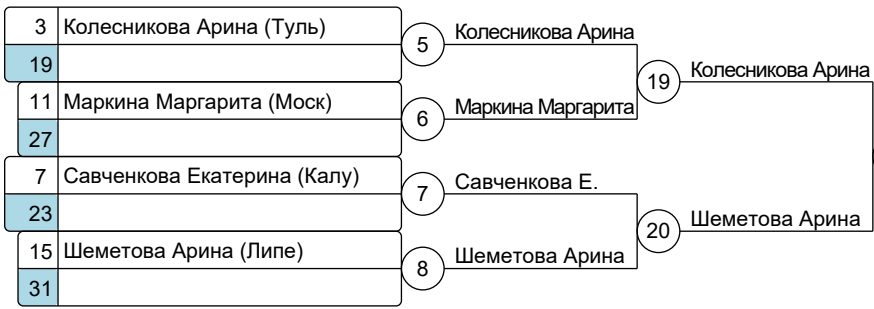 3 Колесникова Арина (Туль)
19
5 Колесникова Арина
11 Маркина Маргарита (Моск)
27
6 Маркина Маргарита
19 Колесникова Арина
7 Савченкова Екатерина (Калу)
23
7 Савченкова Е.
15 Шеметова Арина (Липе)
31
8 Шеметова Арина
20 Шеметова Арина